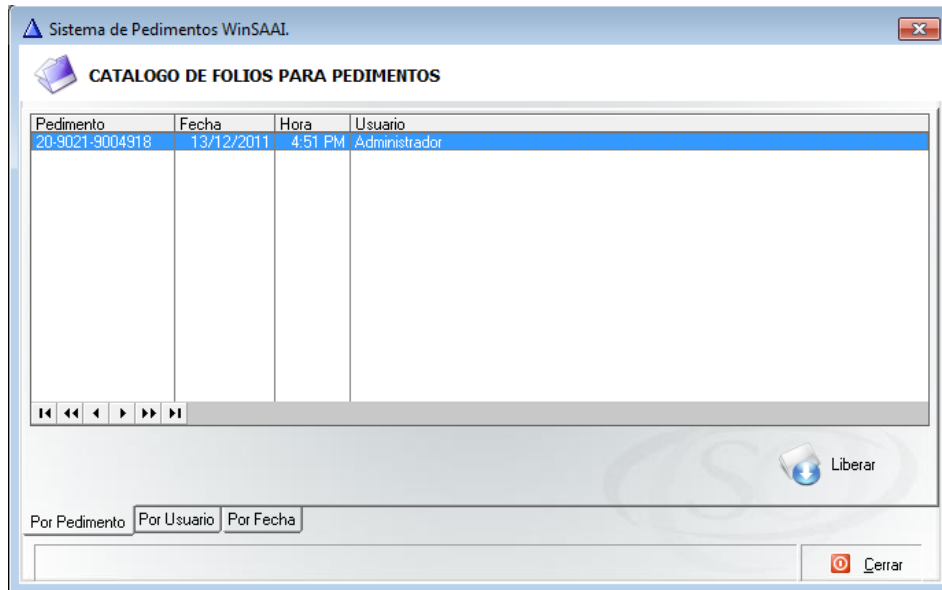 Sistema de Pedimentos WinSAAI.
CATALOGO DE FOLIOS PARA PEDIMENTOS
Pedimento Fecha Hora Usuario
20-9021-9004918 13/12/2011 4:51 PM Administrador
Liberar
Por Pedimento Por Usuario Por Fecha
Cerrar